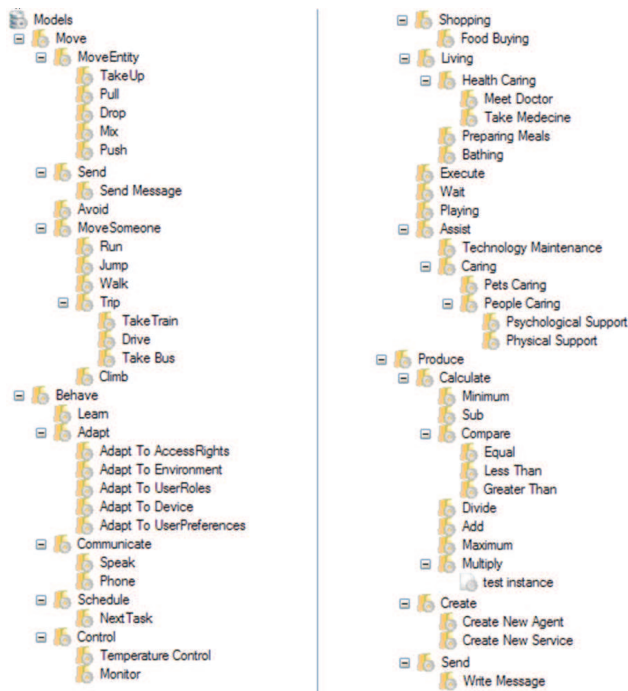 Models
Move
MoveEntity
TakeUp
Pull
Drop
Mix
Push
Send
Send Message
Avoid
MoveSomeone
Run
Jump
Walk
Trip
TakeTrain
Drive
Take Bus
Climb
Behave
Learn
Adapt
Adapt To AccessRights
Adapt To Environment
Adapt To UserRoles
Adapt To Device
Adapt To UserPreferences
Communicate
Speak
Phone
Schedule
NextTask
Control
Temperature Control
Monitor
Shopping
Food Buying
Living
Health Caring
Meet Doctor
Take Medecine
Preparing Meals
Bathing
Execute
Wait
Playing
Assist
Technology Maintenance
Caring
Pets Caring
People Caring
Psychological Support
Physical Support
Produce
Calculate
Minimum
Sub
Compare
Equal
Less Than
Greater Than
Divide
Add
Maximum
Multiply
test instance
Create
Create New Agent
Create New Service
Send
Write Message